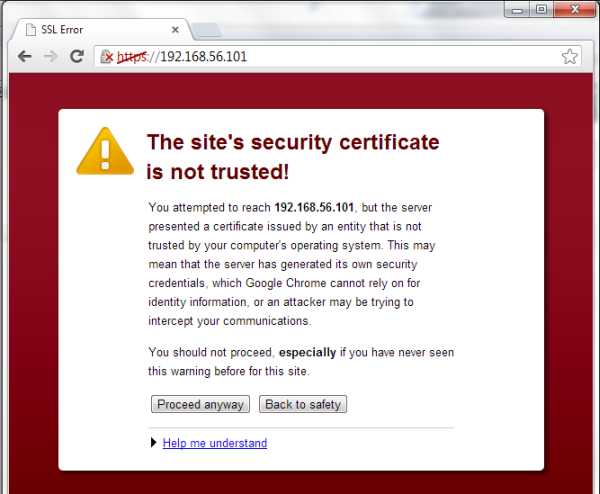 SSL Error
https://192.168.56.101
The site's security certificate
is not trusted!
You attempted to reach 192.168.56.101, but the server
presented a certificate issued by an entity that is not
trusted by your computer's operating system. This may
mean that the server has generated its own security
credentials, which Google Chrome cannot rely on for
identity information, or an attacker may be trying to
intercept your communications.
You should not proceed, especially if you have never seen
this warning before for this site.
Proceed anyway Back to safety
Help me understand